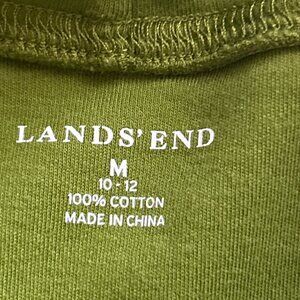 LANDS' END
M
10 - 12
100% COTTON
MADE IN CHINA